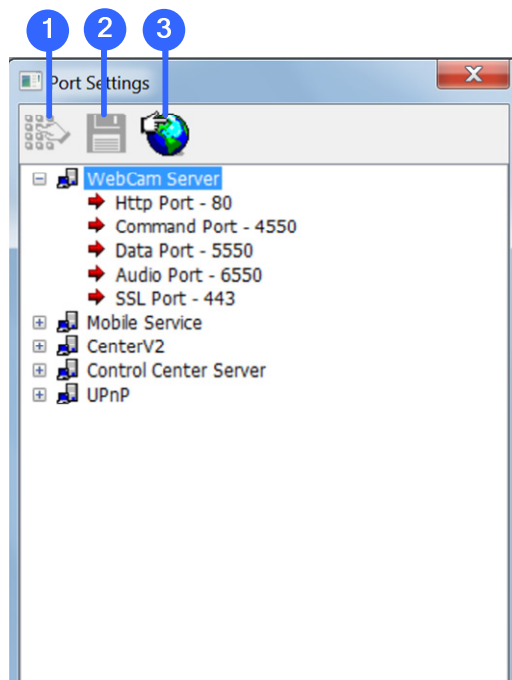 1 2 3
Port Settings
X
WebCam Server
Http Port - 80
Command Port - 4550
Data Port - 5550
Audio Port - 6550
SSL Port - 443
Mobile Service
CenterV2
Control Center Server
UPnP